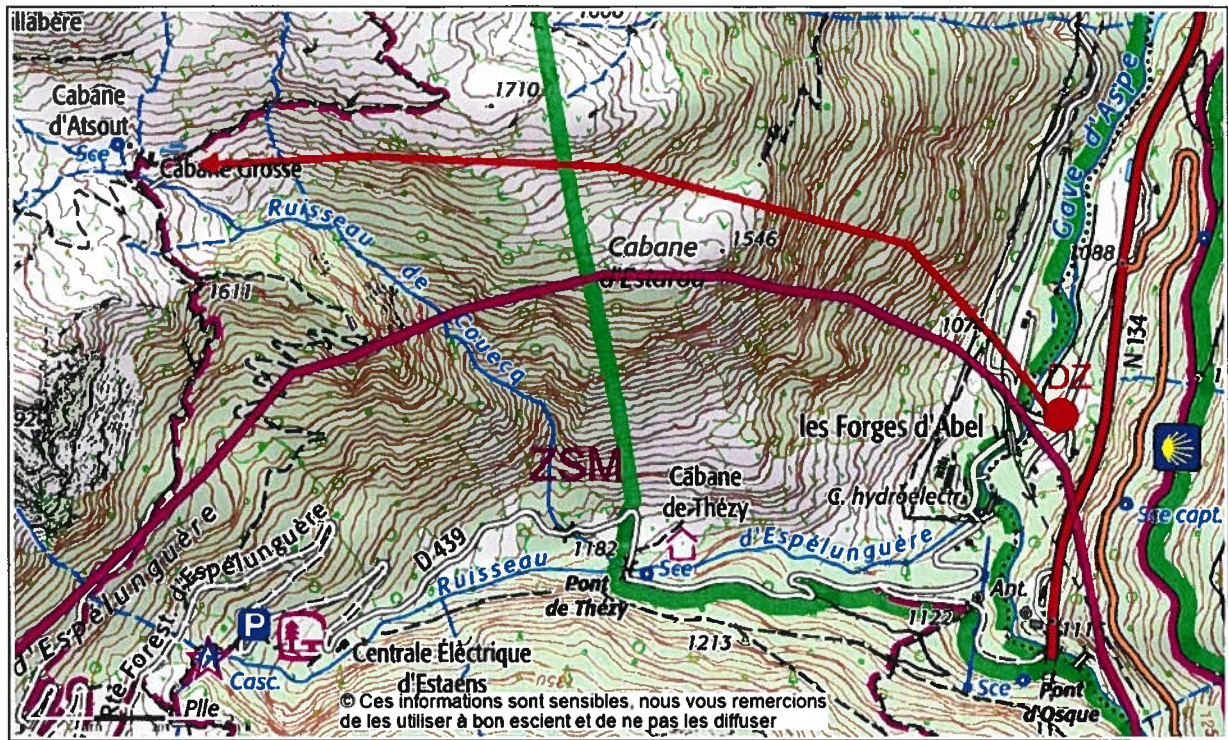 illabère
1710
Cabane
d'Atsout
Sce
Cabane Grosse
Ruisseau
de
Couecq
Cabane
1546
Gave d'Aspe
1088
N 134
1611
DZ
les Forges d'Abel
ZSM
Cabane
de Thézy
C. hydroélectr.
Sce capt.
d'Espélunguère
D 439
1182
Ruisseau
d'Espélunguère
Sce
Pont
de Thézy
Ant.
1122
1213
d'Espélunguère
Rte Forest. d'Espélunguère
P
Casc.
Centrale Électrique
d'Estaens
Plle
Sce
Pont
d'Osque
© Ces informations sont sensibles, nous vous remercions
de les utiliser à bon escient et de ne pas les diffuser